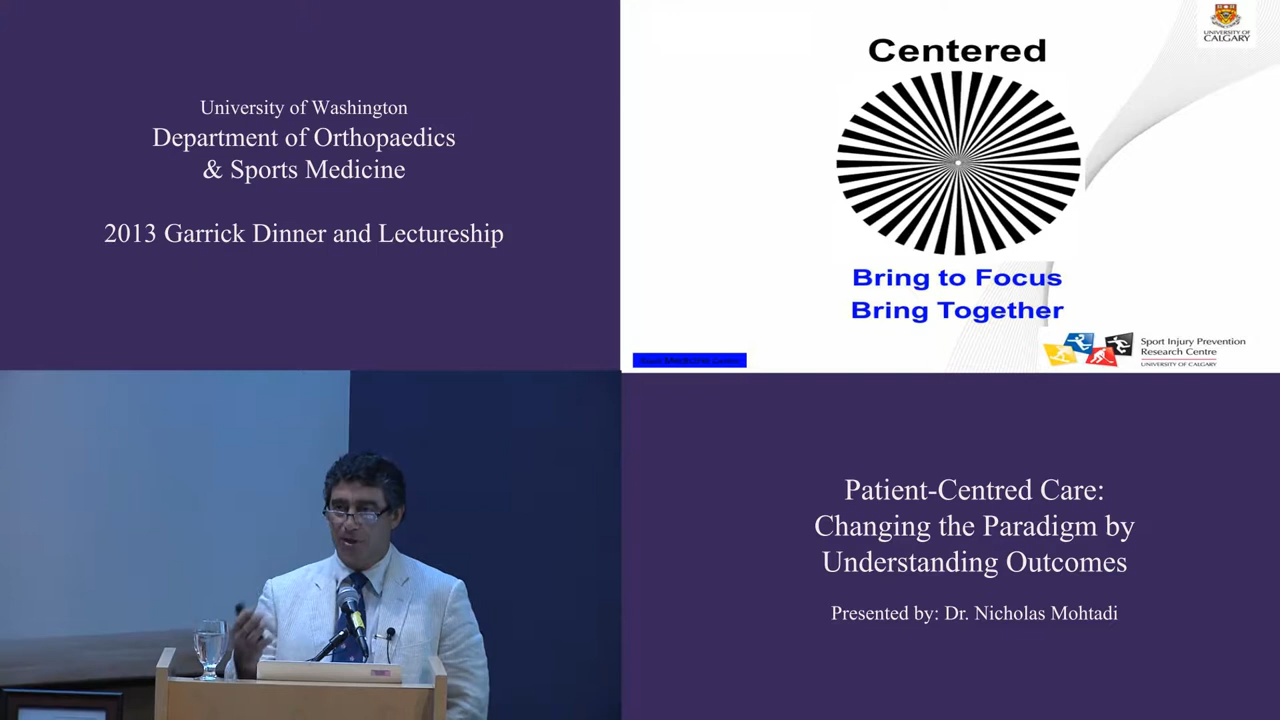 University of Washington
Department of Orthopaedics
& Sports Medicine
2013 Garrick Dinner and Lectureship
Centered
Bring to Focus
Bring Together
UNIVERSITY OF
CALGARY
Sport Injury Prevention
Research Centre
UNIVERSITY OF CALGARY
Patient-Centred Care:
Changing the Paradigm by
Understanding Outcomes
Presented by: Dr. Nicholas Mohtadi